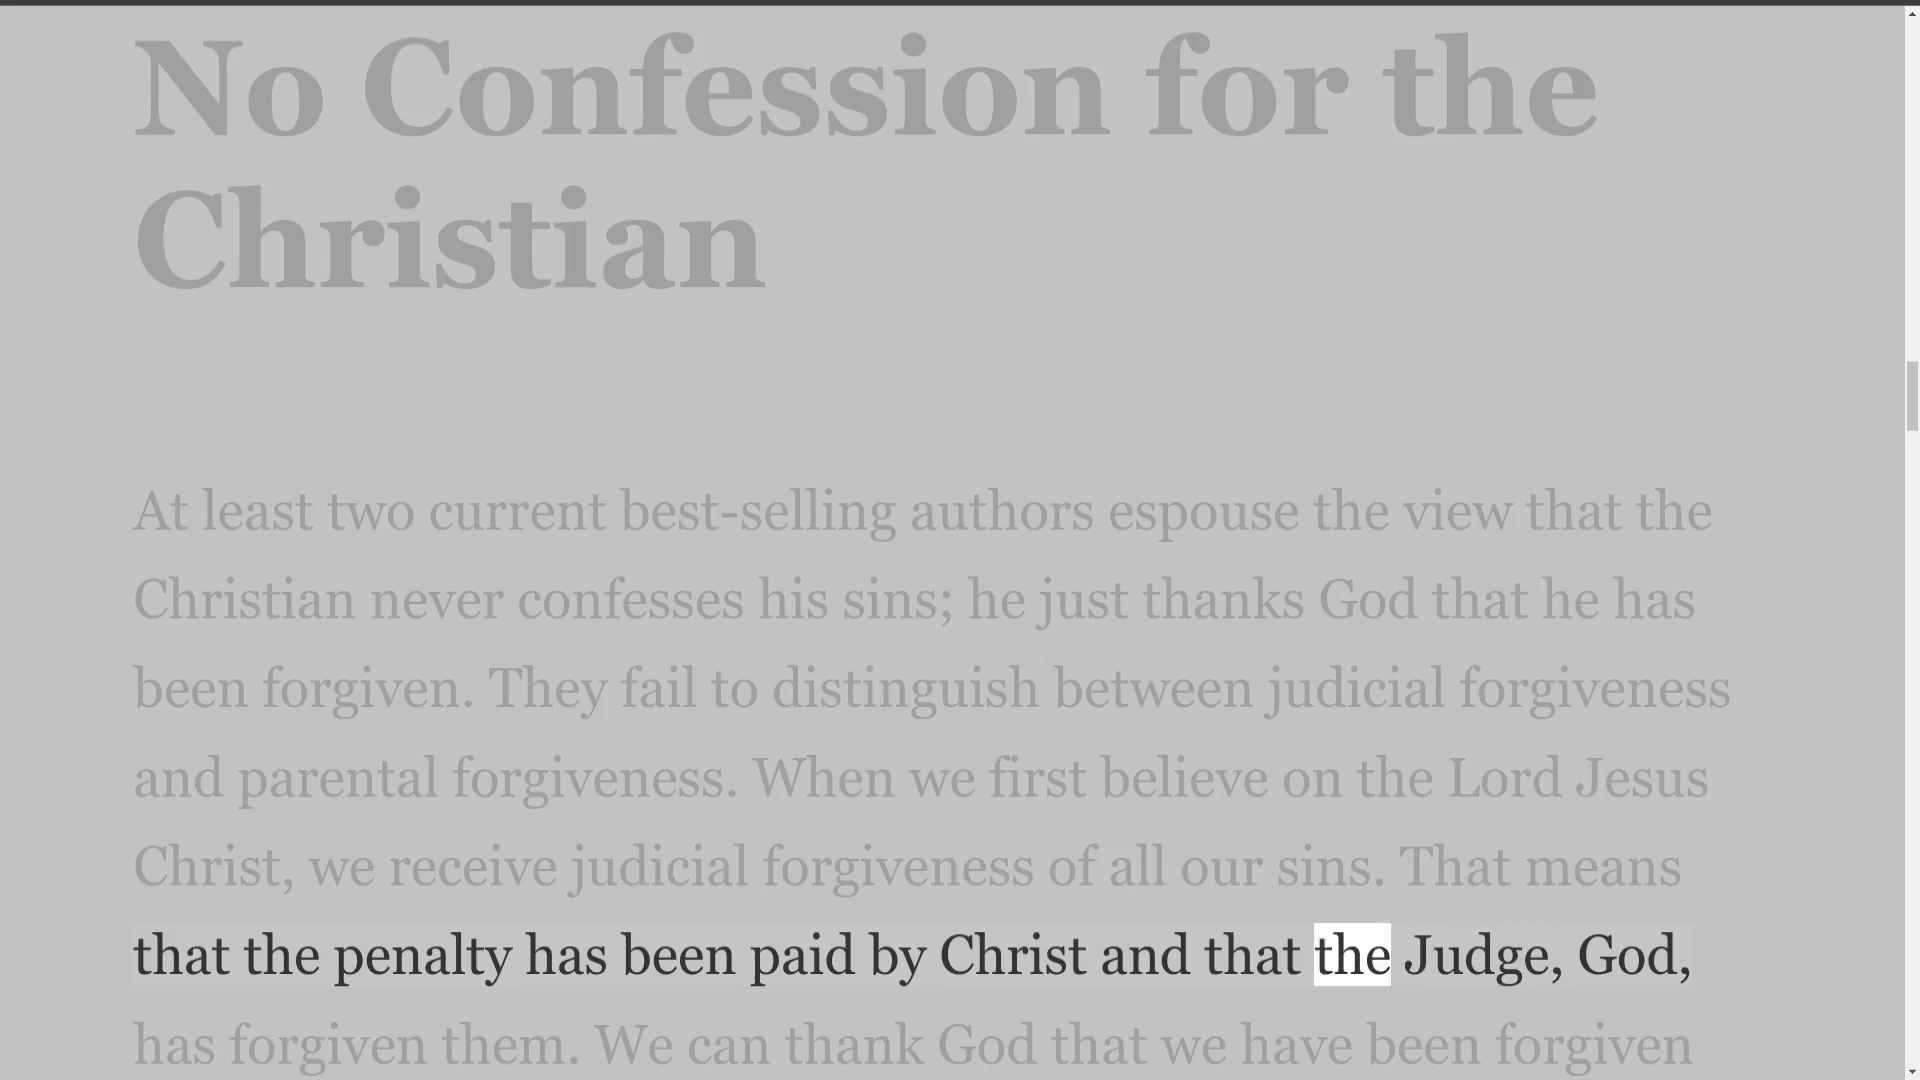 No Confession for the
Christian
At least two current best-selling authors espouse the view that the
Christian never confesses his sins; he just thanks God that he has
been forgiven. They fail to distinguish between judicial forgiveness
and parental forgiveness. When we first believe on the Lord Jesus
Christ, we receive judicial forgiveness of all our sins. That means
that the penalty has been paid by Christ and that the Judge, God,
has forgiven them. We can thank God that we have been forgiven